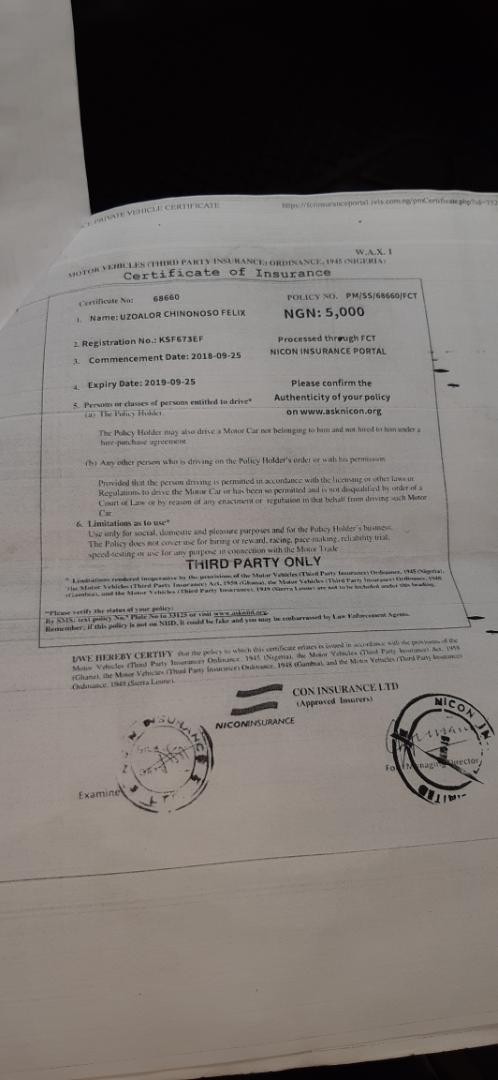 CE PRIVATE VEHICLE CERTIFICATE
https://fctinsuranceportal.ivis.com.ng/pmCertificate.php?id=
W.A.X. 1
MOTOR VEHICLES (THIRD PARTY INSURANCE) ORDINANCE, 1945 (NIGERIA)
Certificate of Insurance
Certificate No: 68660
POLICY NO. PM/SS/68660/FCT
1. Name: UZOALOR CHINONOSO FELIX
NGN: 5,000
2. Registration No.: KSF673EF
Processed through FCT
3. Commencement Date: 2018-09-25
NICON INSURANCE PORTAL
4. Expiry Date: 2019-09-25
Please confirm the
Authenticity of your policy
on www.asknicon.org
5. Persons or classes of persons entitled to drive*
(a) The Policy Holder.
The Policy Holder may also drive a Motor Car not belonging to him and not hired to him under a
hire-purchase agreement
(b) Any other person who is driving on the Policy Holder's order or with his permission
Provided that the person driving is permitted in accordance with the licensing or other laws or
Regulations to drive the Motor Car or has been so permitted and is not disqualified by order of a
Court of Law or by reason of any enactment or regulation in that behalf from driving such Motor
Car
6. Limitations as to use*
Use only for social, domestic and pleasure purposes and for the Policy Holder's business.
The Policy does not cover use for hiring or reward, racing, pace-making, reliability trial,
speed-testing or use for any purpose in connection with the Motor Trade
THIRD PARTY ONLY
* Limitations rendered inoperative by the provisions of the Motor Vehicles (Third Party Insurance) Ordinance, 1945 (Nigeria),
the Motor Vehicles (Third Party Insurance) Act, 1958 (Ghana), the Motor Vehicles (Third Party Insurance) Ordinance, 1948
(Gambia), and the Motor Vehicles (Third Party Insurance), 1949 (Sierra Leone) are not to be included under this heading.
*Please verify the status of your policy:
By SMS: text policy No.* Plate No to 33125 or visit www.askniid.org.
Remember; if this policy is not on NIID, it could be fake and you may be embarrassed by Law Enforcement Agents.
I/WE HEREBY CERTIFY that the policy to which this certificate relates is issued in accordance with the provisions of the
Motor Vehicles (Third Party Insurance) Ordinance, 1945 (Nigeria), the Motor Vehicles (Third Party Insurance) Act, 1958
(Ghana), the Motor Vehicles (Third Party Insurance) Ordinance, 1948 (Gambia), and the Motor Vehicles (Third Party Insurance)
Ordinance, 1949 (Sierra Leone).
CON INSURANCE LTD
(Approved Insurers)
NICONINSURANCE
NICON IN
INSURANCE
Examine
Fo Managing Director